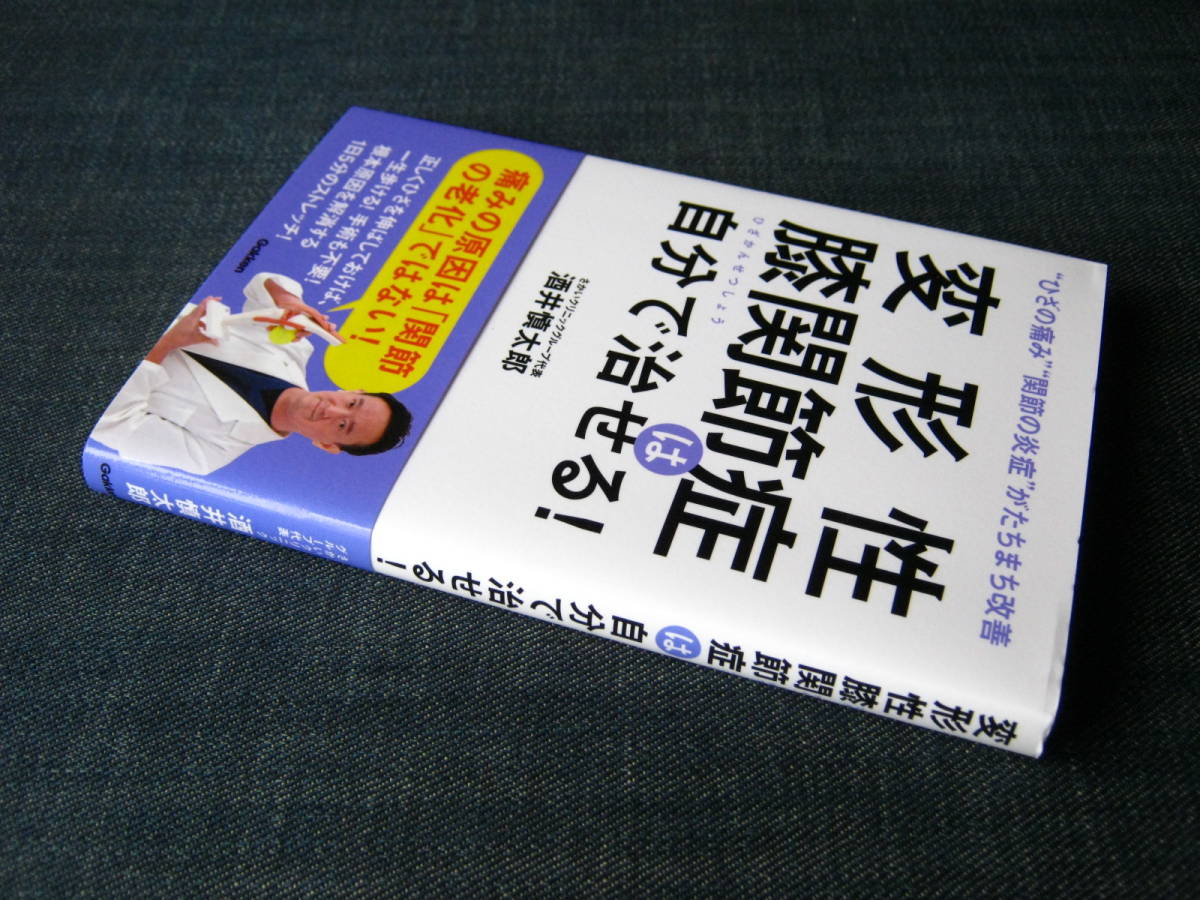 “ひざの痛み”“関節の炎症”がたちまち改善
変形性
膝関節症は
ひざかんせつしょう
自分で治せる!
さかいクリニックグループ代表
酒井慎太郎
痛みの原因は「関節
の老化」ではない!
正しくひざを伸ばしておけば、
一生歩ける! 手術も不要!
根本原因を解消する
1日5分のストレッチ!
Gakken
変形性膝関節症は自分で治せる!
さかいクリニック
グループ代表
酒井慎太郎
Gakken